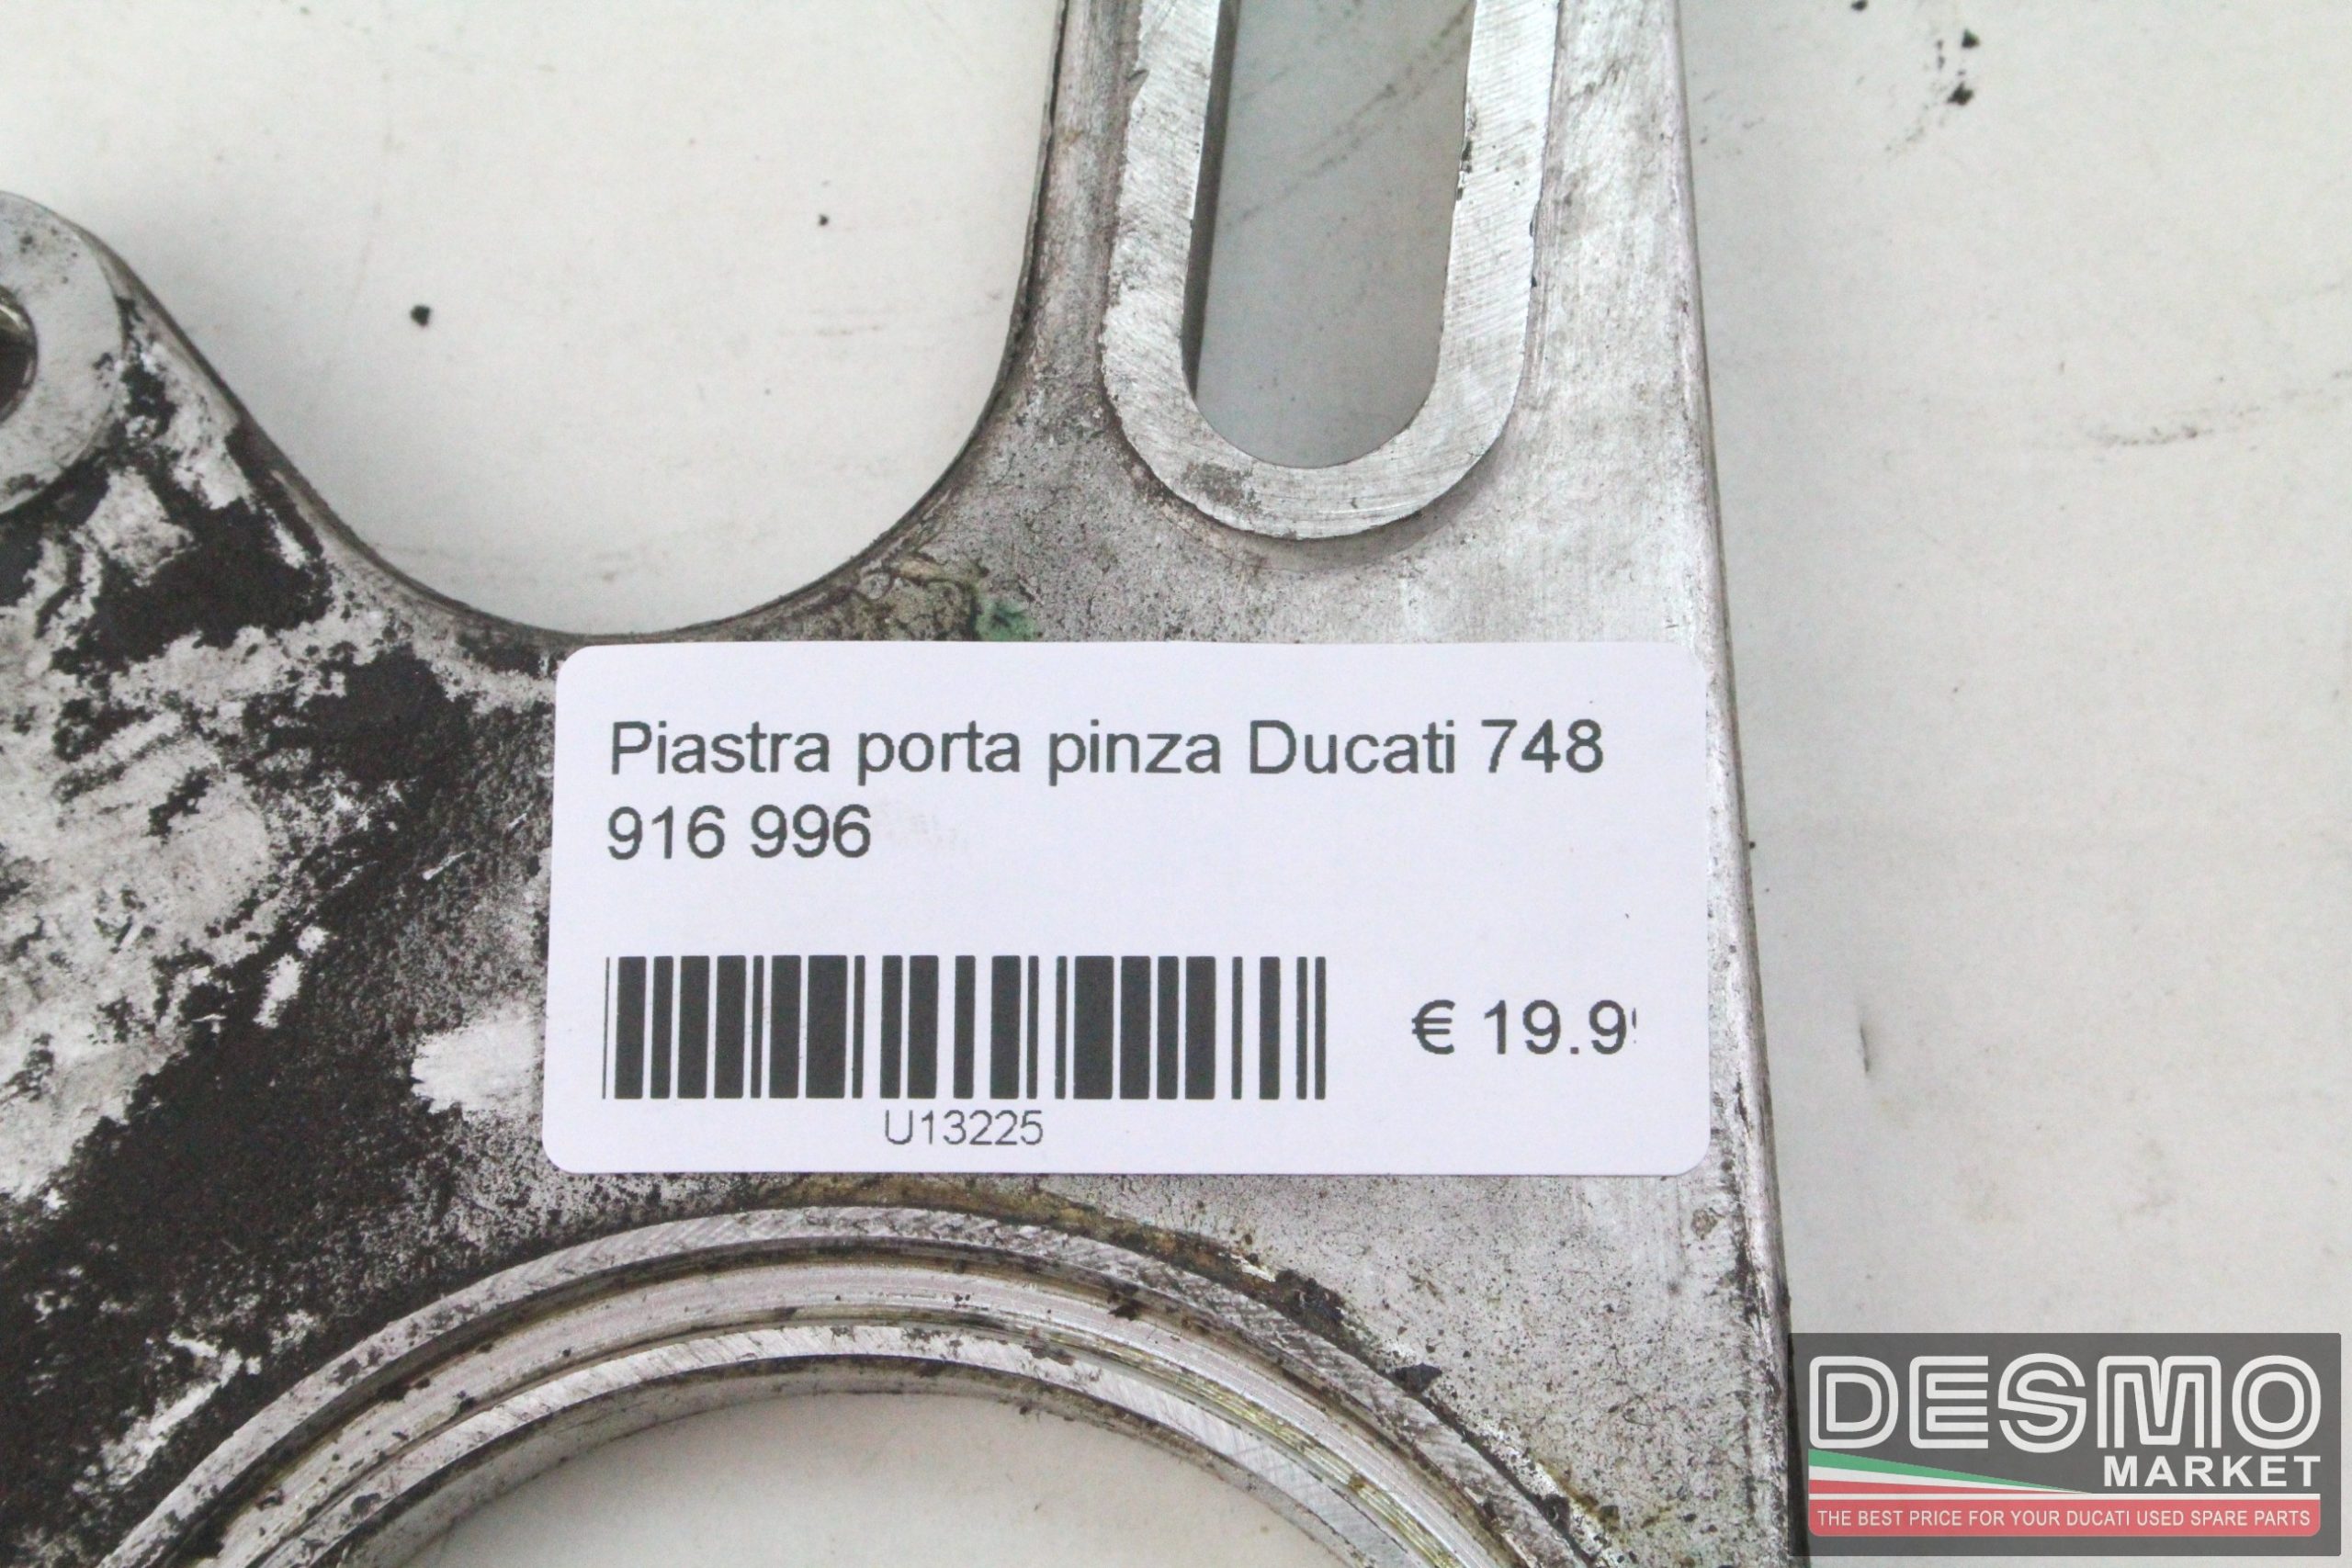 Piastra porta pinza Ducati 748
916 996
€ 19.9
U13225
DESMO
MARKET
THE BEST PRICE FOR YOUR DUCATI USED SPARE PARTS